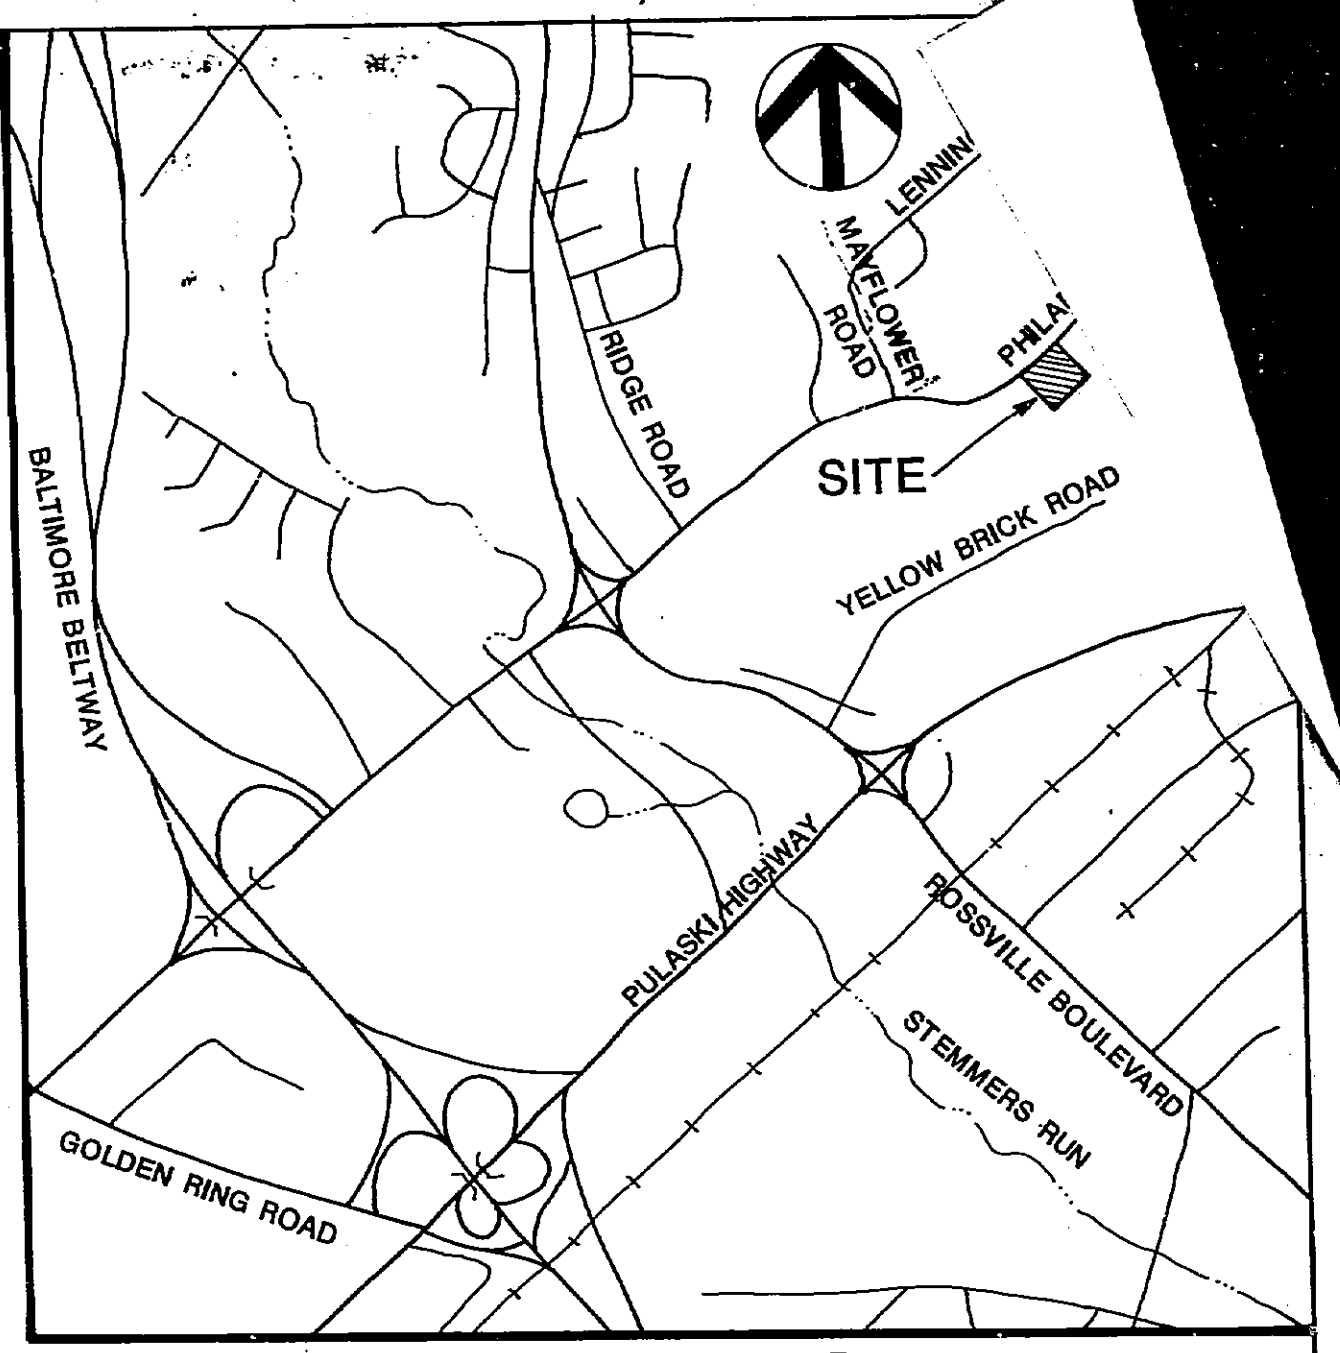 LENNIN
MAYFLOWER
ROAD
PHILA
RIDGE ROAD
SITE
YELLOW BRICK ROAD
BALTIMORE BELTWAY
PULASKI HIGHWAY
ROSSVILLE BOULEVARD
STEMMERS RUN
GOLDEN RING ROAD